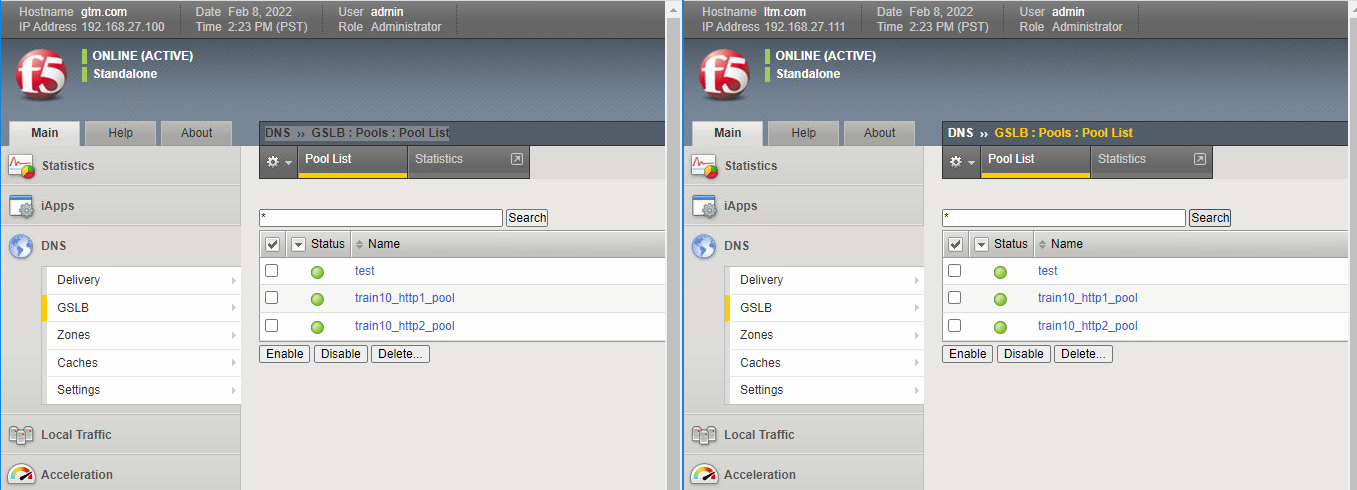 Hostname gtm.com Date Feb 8, 2022 User admin
IP Address 192.168.27.100 Time 2:23 PM (PST) Role Administrator
f5
ONLINE (ACTIVE)
Standalone
Main Help About
DNS ›› GSLB : Pools : Pool List
Pool List Statistics
Statistics
iApps
DNS
Delivery
GSLB
Zones
Caches
Settings
Local Traffic
Acceleration
* Search
Status Name
test
train10_http1_pool
train10_http2_pool
Enable Disable Delete...
Hostname ltm.com Date Feb 8, 2022 User admin
IP Address 192.168.27.111 Time 2:23 PM (PST) Role Administrator
f5
ONLINE (ACTIVE)
Standalone
Main Help About
DNS ›› GSLB : Pools : Pool List
Pool List Statistics
Statistics
iApps
DNS
Delivery
GSLB
Zones
Caches
Settings
Local Traffic
Acceleration
* Search
Status Name
test
train10_http1_pool
train10_http2_pool
Enable Disable Delete...